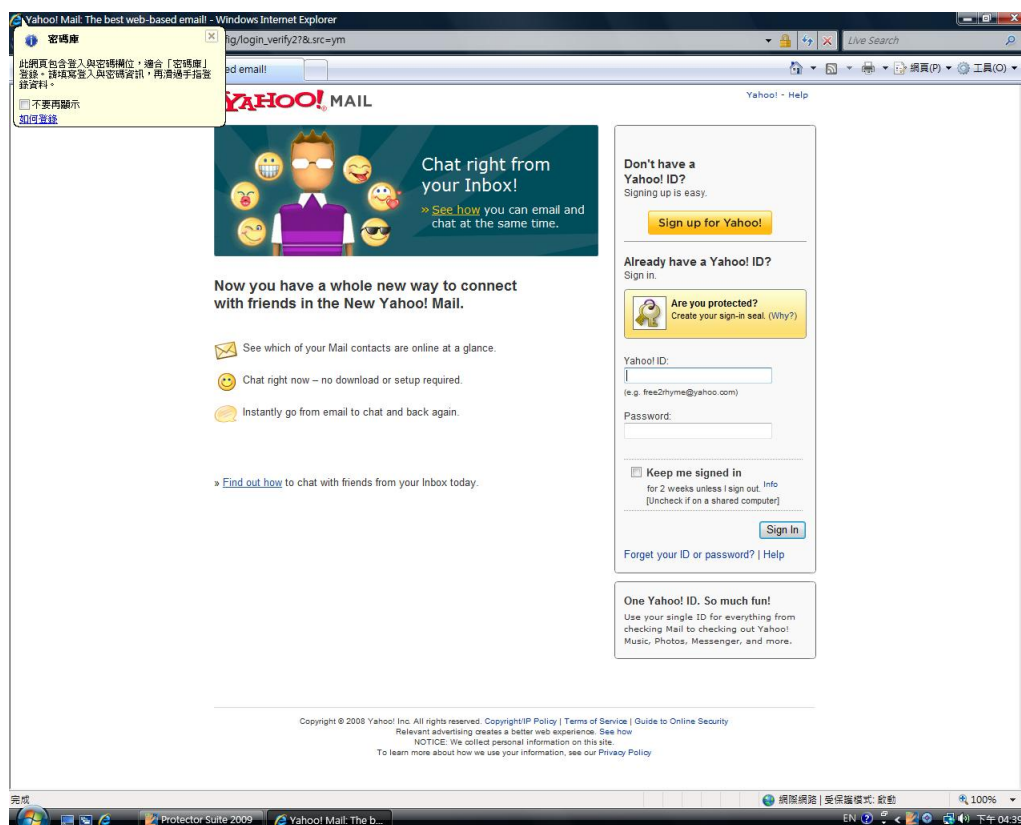 Yahoo! Mail: The best web-based email! - Windows Internet Explorer
密碼庫
此網頁包含登入與密碼欄位,適合「密碼庫」
登錄。請填寫登入與密碼資訊,再滑過手指登
錄資料。
不要再顯示
如何登錄
fig/login_verify2?&.src=ym
Live Search
ed email!
網頁(P)
工具(O)
YAHOO! MAIL
Yahoo! - Help
Chat right from
your Inbox!
» See how you can email and
chat at the same time.
Now you have a whole new way to connect
with friends in the New Yahoo! Mail.
See which of your Mail contacts are online at a glance.
Chat right now – no download or setup required.
Instantly go from email to chat and back again.
» Find out how to chat with friends from your Inbox today.
Don't have a
Yahoo! ID?
Signing up is easy.
Sign up for Yahoo!
Already have a Yahoo! ID?
Sign in.
Are you protected?
Create your sign-in seal. (Why?)
Yahoo! ID:
(e.g. free2rhyme@yahoo.com)
Password:
Keep me signed in
for 2 weeks unless I sign out. Info
[Uncheck if on a shared computer]
Sign In
Forget your ID or password? | Help
One Yahoo! ID. So much fun!
Use your single ID for everything from
checking Mail to checking out Yahoo!
Music, Photos, Messenger, and more.
Copyright © 2008 Yahoo! Inc. All rights reserved. Copyright/IP Policy | Terms of Service | Guide to Online Security
Relevant advertising creates a better web experience. See how
NOTICE: We collect personal information on this site.
To learn more about how we use your information, see our Privacy Policy
完成
網際網路 | 受保護模式: 啟動
100%
Protector Suite 2009
Yahoo! Mail: The b...
EN
下午 04:39